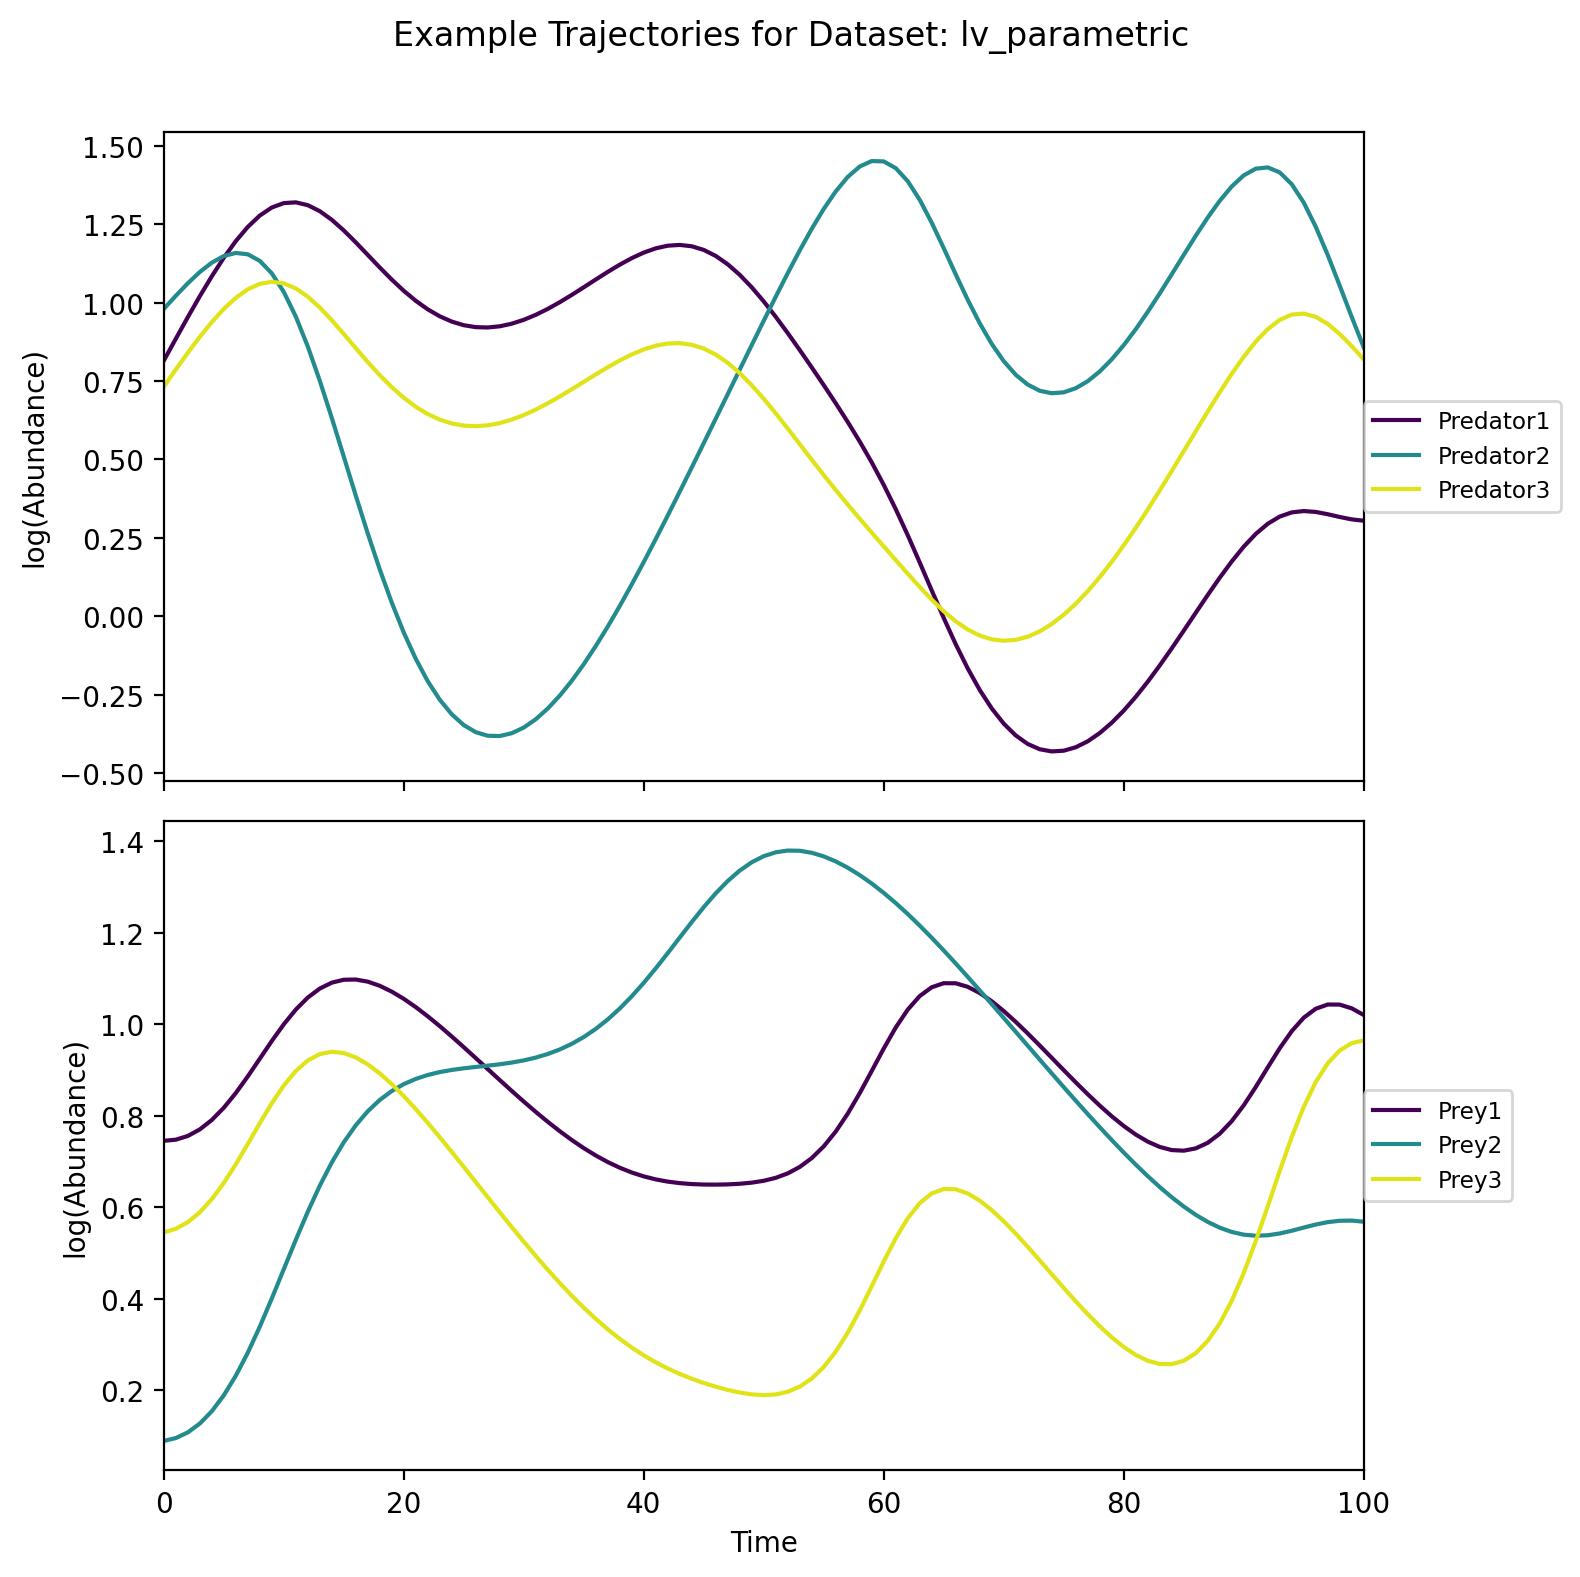 Example Trajectories for Dataset: lv_parametric
1.50
1.25
1.00
0.75
0.50
0.25
0.00
−0.25
−0.50
log(Abundance)
Predator1
Predator2
Predator3
1.4
1.2
1.0
0.8
0.6
0.4
0.2
log(Abundance)
Prey1
Prey2
Prey3
0 20 40 60 80 100
Time